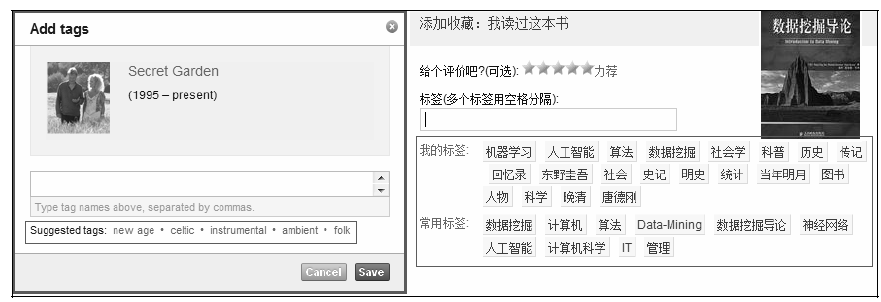 Add tags
Secret Garden
(1995 – present)
Type tag names above, separated by commas.
Suggested tags: new age • celtic • instrumental • ambient • folk
Cancel Save
添加收藏：我读过这本书
给个评价吧?(可选): 力荐
标签(多个标签用空格分隔):
我的标签: 机器学习 人工智能 算法 数据挖掘 社会学 科普 历史 传记
回忆录 东野圭吾 社会 史记 明史 统计 当年明月 图书
人物 科学 晚清 唐德刚
常用标签: 数据挖掘 计算机 算法 Data-Mining 数据挖掘导论 神经网络
人工智能 计算机科学 IT 管理
数据挖掘导论
Introduction to Data Mining